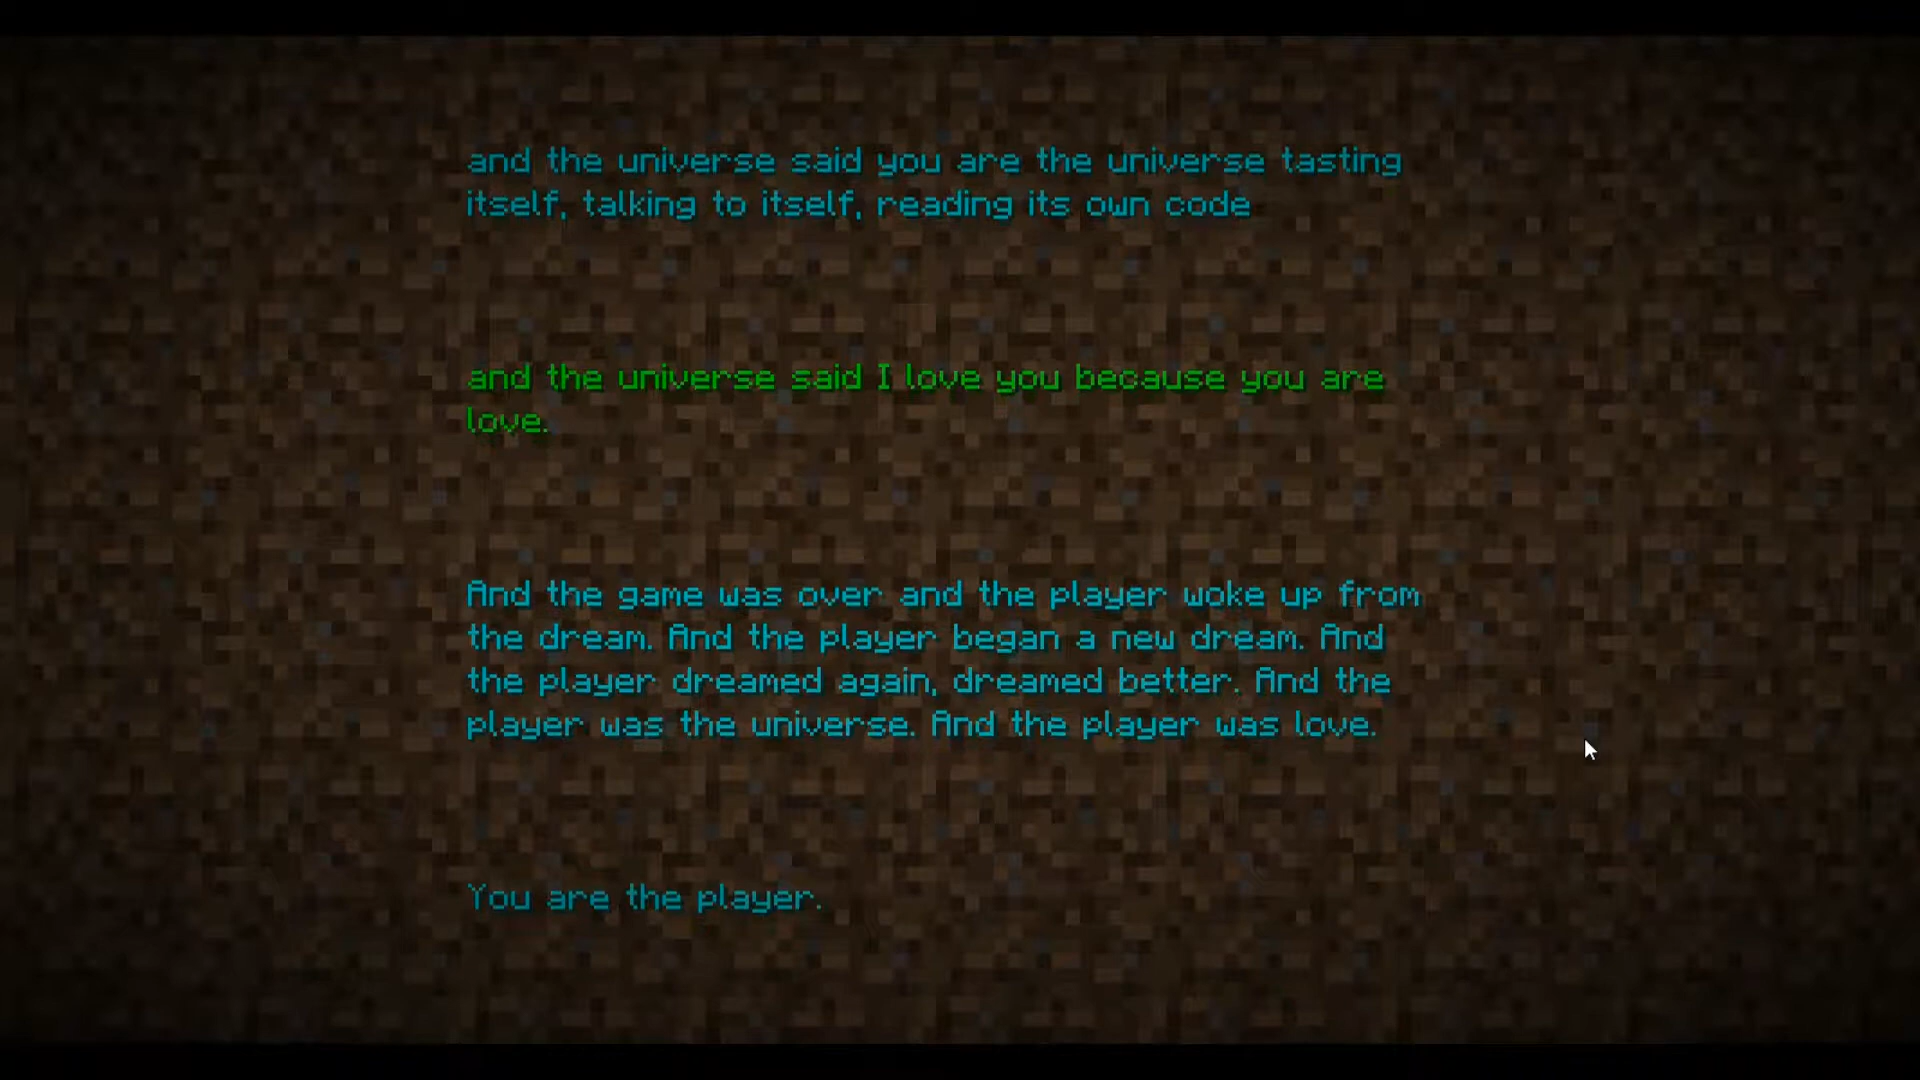 and the universe said you are the universe tasting
itself, talking to itself, reading its own code
and the universe said I love you because you are
love.
And the game was over and the player woke up from
the dream. And the player began a new dream. And
the player dreamed again, dreamed better. And the
player was the universe. And the player was love.
You are the player.